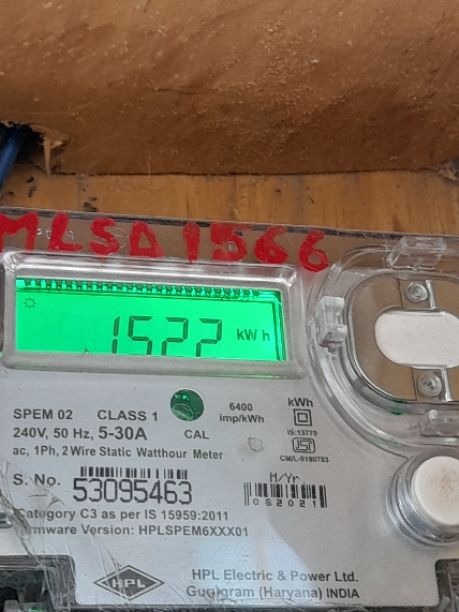 MLSD 1566
1522 kWh
SPEM 02 CLASS 1
6400 imp/kWh
kWh
240V, 50 Hz, 5-30A CAL
IS:13779
ac, 1Ph, 2 Wire Static Watthour Meter
CM/L-9190783
S. No. 53095463
M/Yr
062021
Category C3 as per IS 15959:2011
Firmware Version: HPLSPEM6XXX01
HPL
HPL Electric & Power Ltd.
Gurugram (Haryana) INDIA